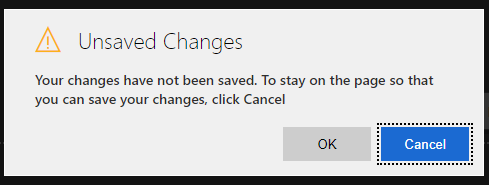 Unsaved Changes
Your changes have not been saved. To stay on the page so that
you can save your changes, click Cancel
OK
Cancel